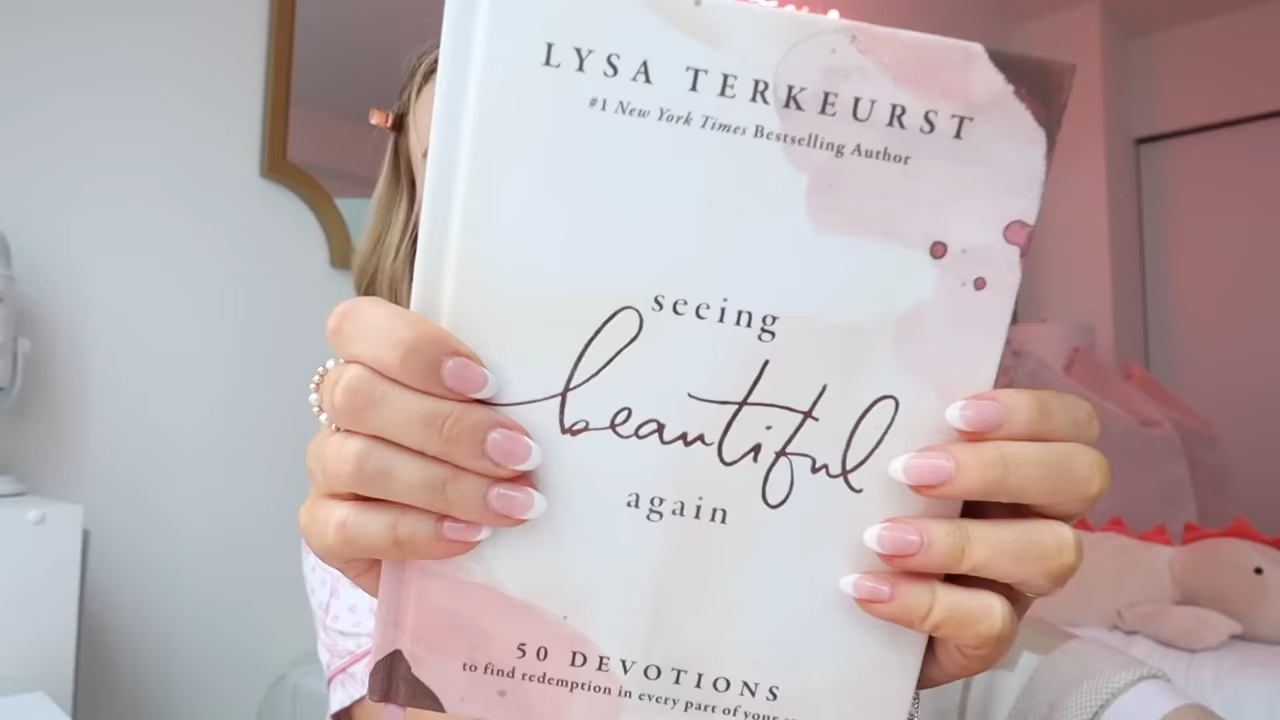 LYSA TERKEURST
#1 New York Times Bestselling Author
seeing
beautiful
again
50 DEVOTIONS
to find redemption in every part of your